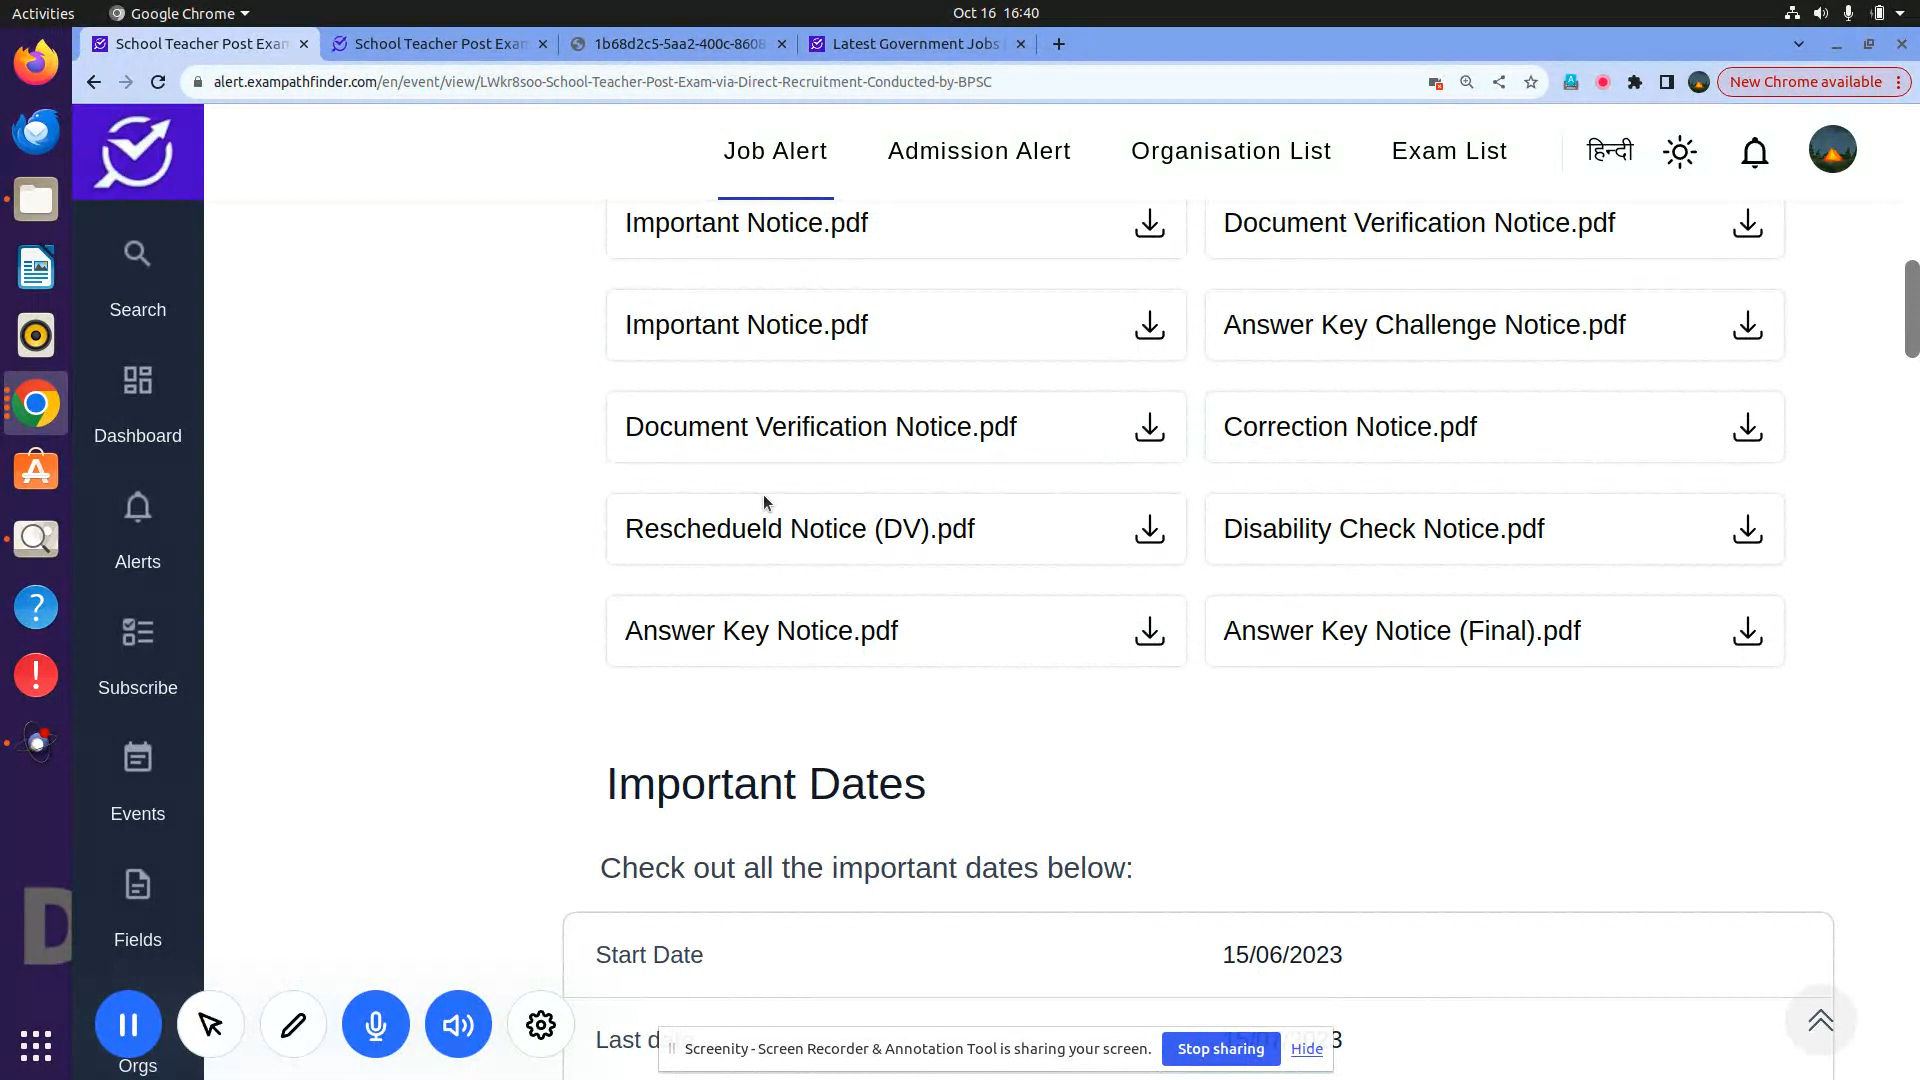 Activities Google Chrome Oct 16 16:40
School Teacher Post Exam School Teacher Post Exam 1b68d2c5-5aa2-400c-8608 Latest Government Jobs
alert.exampathfinder.com/en/event/view/LWkr8soo-School-Teacher-Post-Exam-via-Direct-Recruitment-Conducted-by-BPSC New Chrome available
Job Alert Admission Alert Organisation List Exam List हिन्दी
Important Notice.pdf Document Verification Notice.pdf
Search
Important Notice.pdf Answer Key Challenge Notice.pdf
Dashboard
Document Verification Notice.pdf Correction Notice.pdf
Reschedueld Notice (DV).pdf Disability Check Notice.pdf
Alerts
Answer Key Notice.pdf Answer Key Notice (Final).pdf
Subscribe
Important Dates
Events
Check out all the important dates below:
Fields
Start Date 15/06/2023
Last
Screenity - Screen Recorder & Annotation Tool is sharing your screen. Stop sharing Hide
Orgs